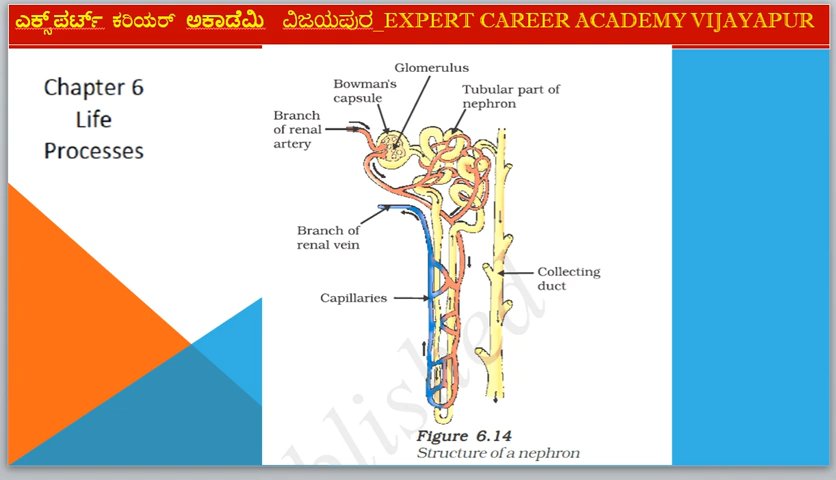 ಎಕ್ಸ್‌ಪರ್ಟ್ ಕರಿಯರ್ ಅಕಾಡೆಮಿ ವಿಜಯಪುರ_EXPERT CAREER ACADEMY VIJAYAPUR
Chapter 6
Life
Processes
Glomerulus
Bowman's
capsule
Tubular part of
nephron
Branch
of renal
artery
Branch of
renal vein
Collecting
duct
Capillaries
blished
Figure 6.14
Structure of a nephron